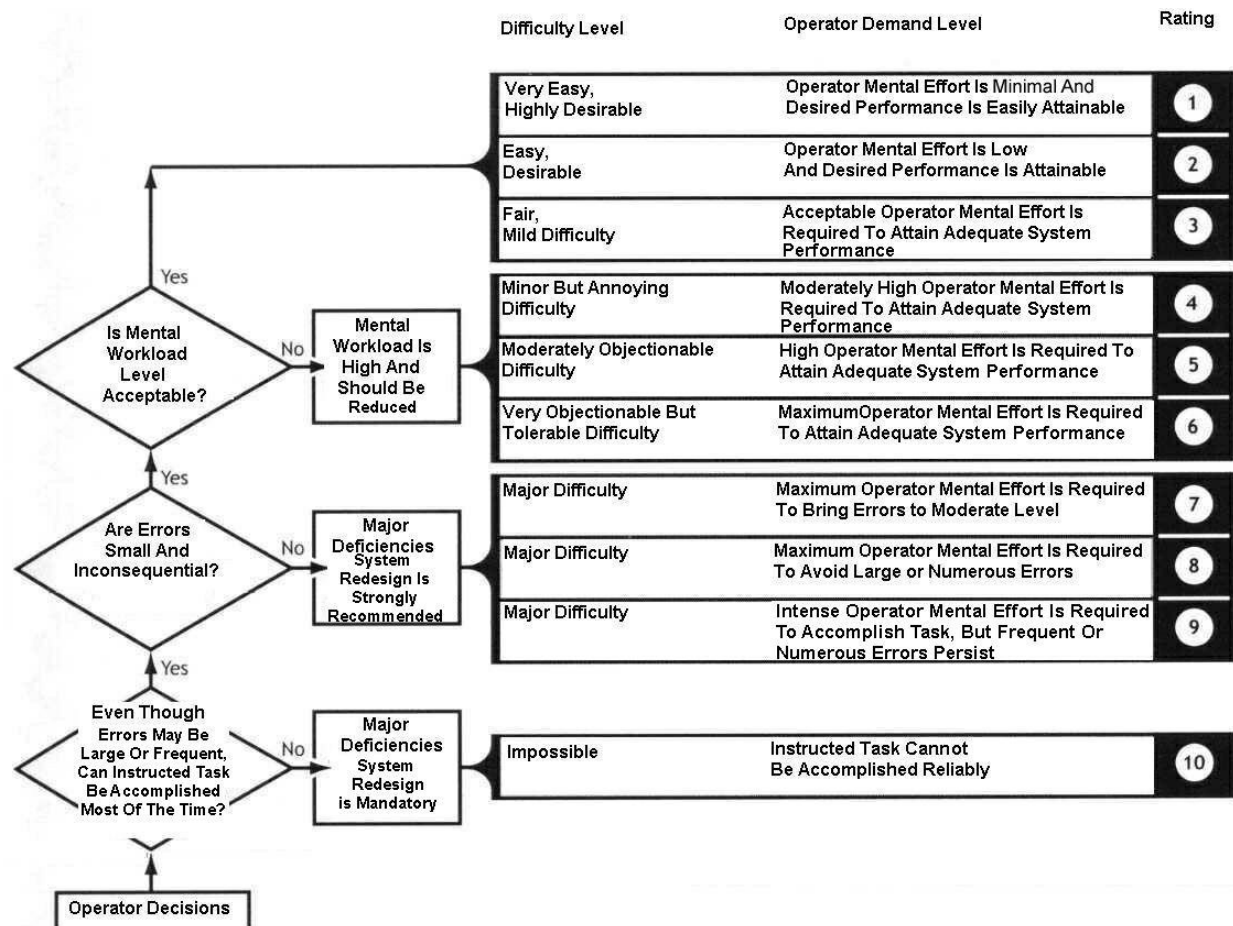 Difficulty Level
Operator Demand Level
Rating
Very Easy,
Highly Desirable
Operator Mental Effort Is Minimal And
Desired Performance Is Easily Attainable
1
Easy,
Desirable
Operator Mental Effort Is Low
And Desired Performance Is Attainable
2
Fair,
Mild Difficulty
Acceptable Operator Mental Effort Is
Required To Attain Adequate System
Performance
3
Yes
Is Mental
Workload
Level
Acceptable?
No
Mental
Workload Is
High And
Should Be
Reduced
Minor But Annoying
Difficulty
Moderately High Operator Mental Effort Is
Required To Attain Adequate System
Performance
4
Moderately Objectionable
Difficulty
High Operator Mental Effort Is Required To
Attain Adequate System Performance
5
Very Objectionable But
Tolerable Difficulty
MaximumOperator Mental Effort Is Required
To Attain Adequate System Performance
6
Yes
Are Errors
Small And
Inconsequential?
No
Major
Deficiencies
System
Redesign Is
Strongly
Recommended
Major Difficulty
Maximum Operator Mental Effort Is Required
To Bring Errors to Moderate Level
7
Major Difficulty
Maximum Operator Mental Effort Is Required
To Avoid Large or Numerous Errors
8
Major Difficulty
Intense Operator Mental Effort Is Required
To Accomplish Task, But Frequent Or
Numerous Errors Persist
9
Yes
Even Though
Errors May Be
Large Or Frequent,
Can Instructed Task
Be Accomplished
Most Of The Time?
No
Major
Deficiencies
System
Redesign
is Mandatory
Impossible
Instructed Task Cannot
Be Accomplished Reliably
10
Operator Decisions